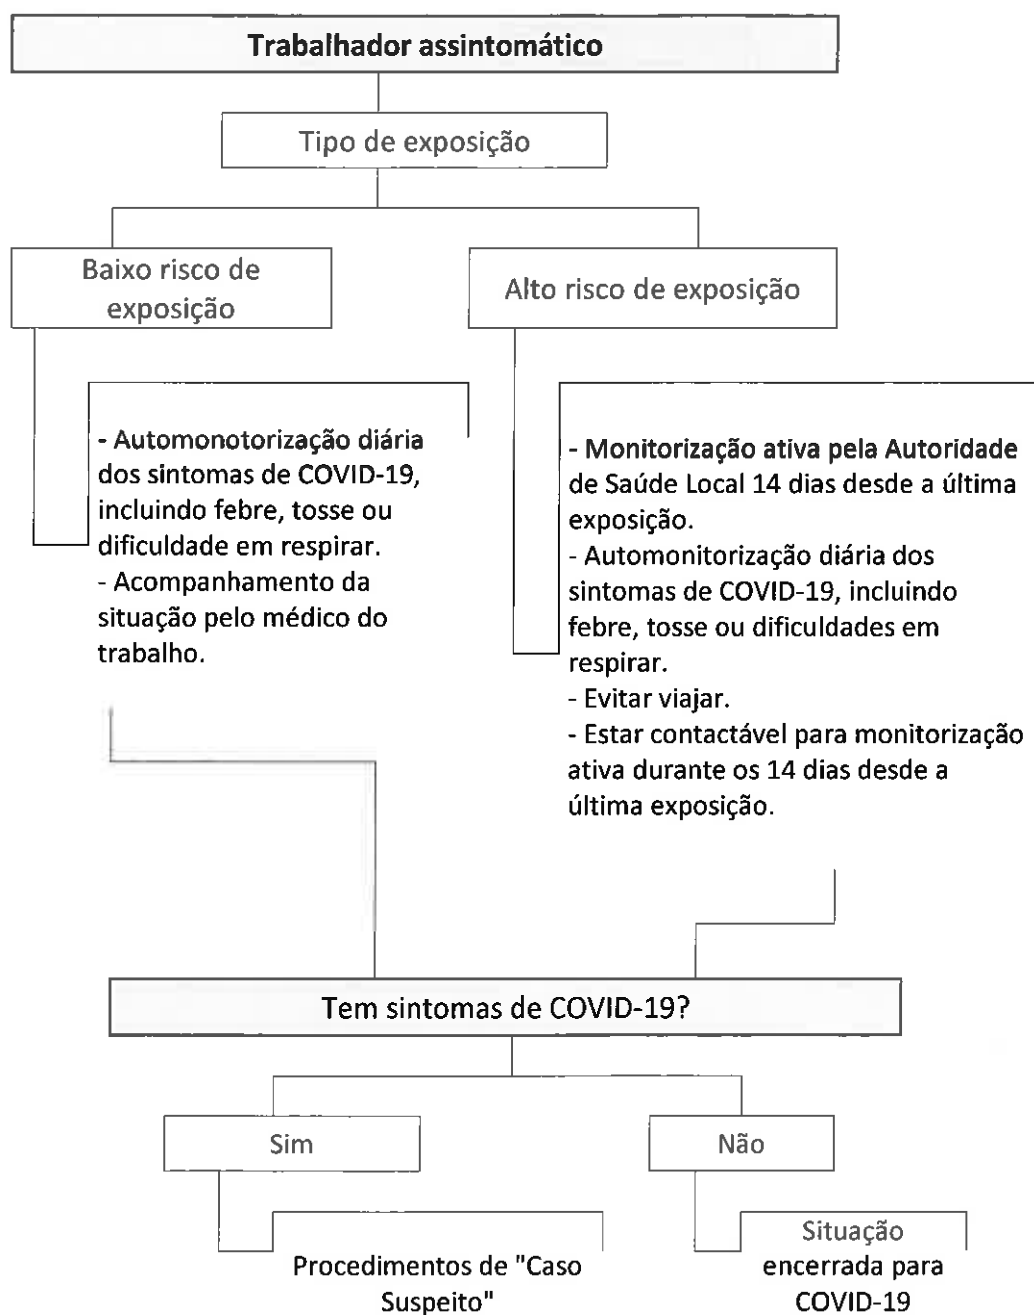 Trabalhador assintomático
Tipo de exposição
Baixo risco de
exposição
Alto risco de exposição
- Automonotorização diária
dos sintomas de COVID-19,
incluindo febre, tosse ou
dificuldade em respirar.
- Acompanhamento da
situação pelo médico do
trabalho.
- Monitorização ativa pela Autoridade
de Saúde Local 14 dias desde a última
exposição.
- Automonitorização diária dos
sintomas de COVID-19, incluindo
febre, tosse ou dificuldades em
respirar.
- Evitar viajar.
- Estar contactável para monitorização
ativa durante os 14 dias desde a
última exposição.
Tem sintomas de COVID-19?
Sim
Não
Procedimentos de "Caso
Suspeito"
Situação
encerrada para
COVID-19